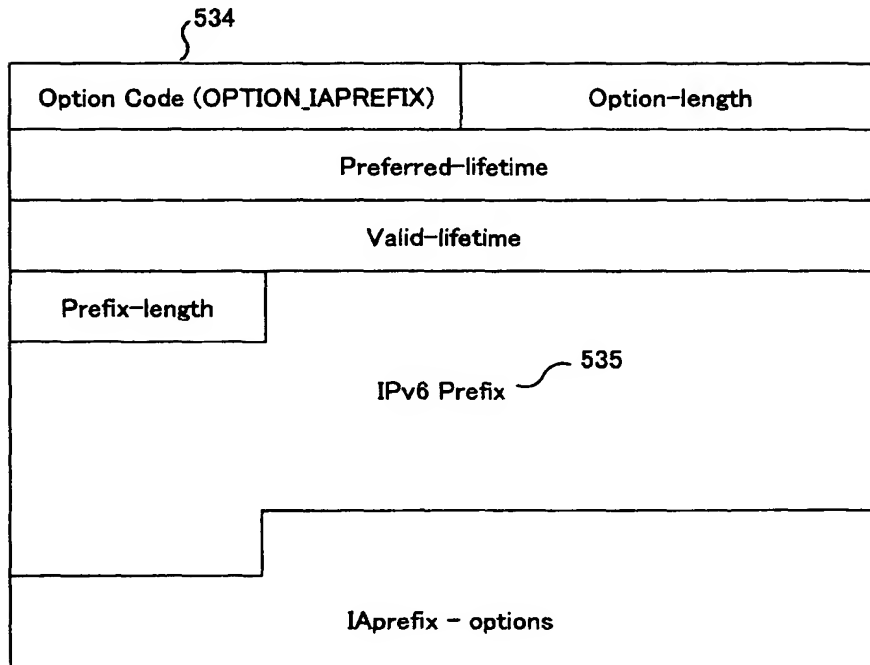 534
Option Code (OPTION_IAPREFIX) Option-length
Preferred-lifetime
Valid-lifetime
Prefix-length
IPv6 Prefix 535
IAprefix - options